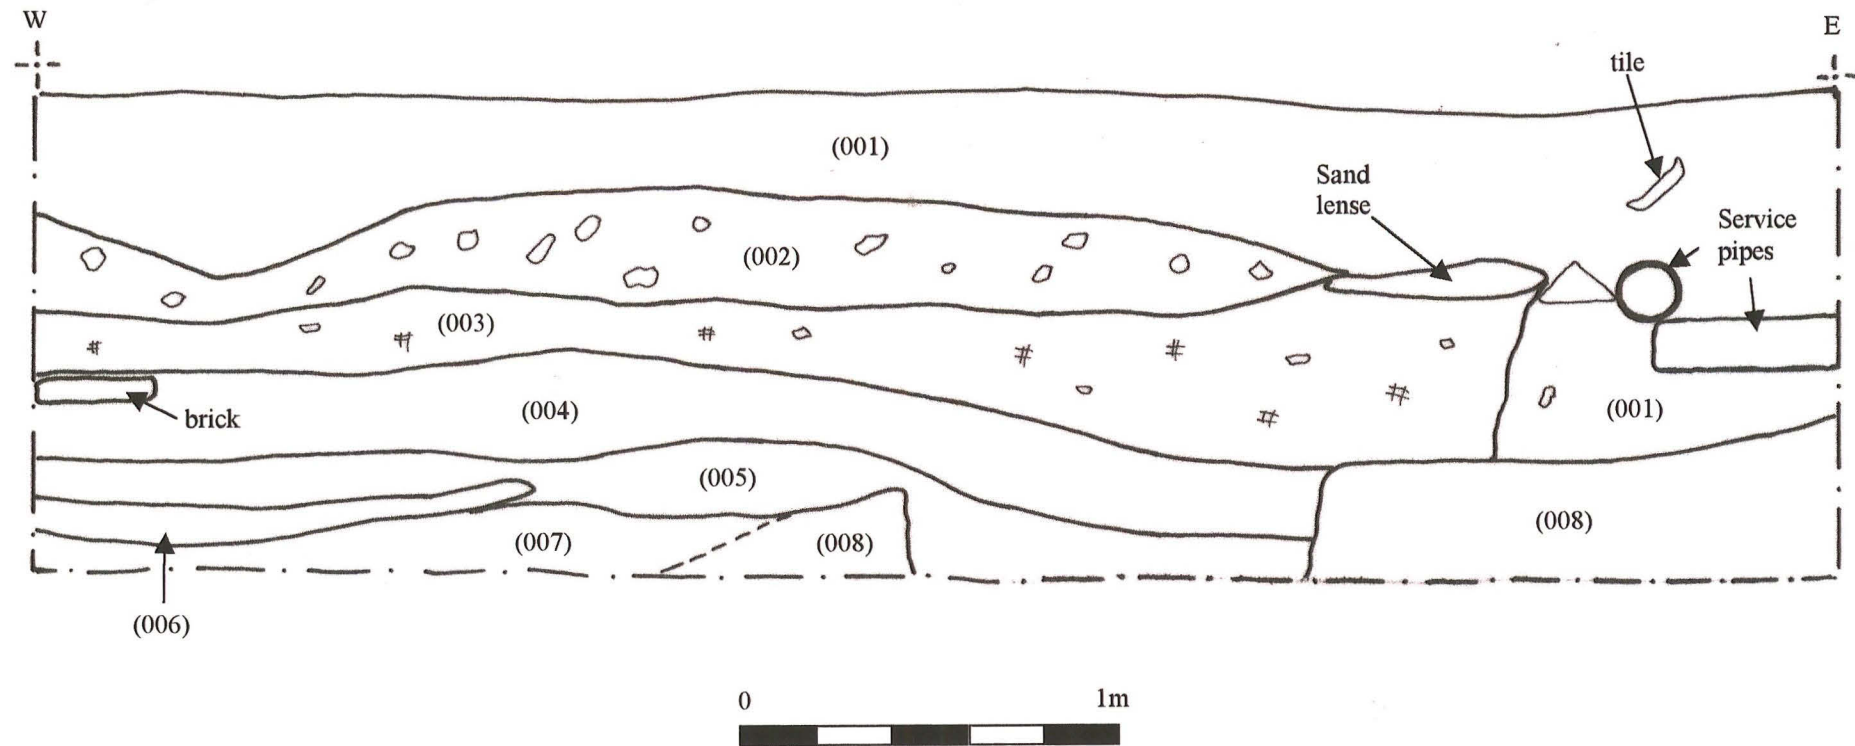 W
E
tile
(001)
Sand
lense
Service
pipes
(002)
(003)
(004)
brick
(001)
(005)
(008)
(007)
(008)
(006)
0
1m